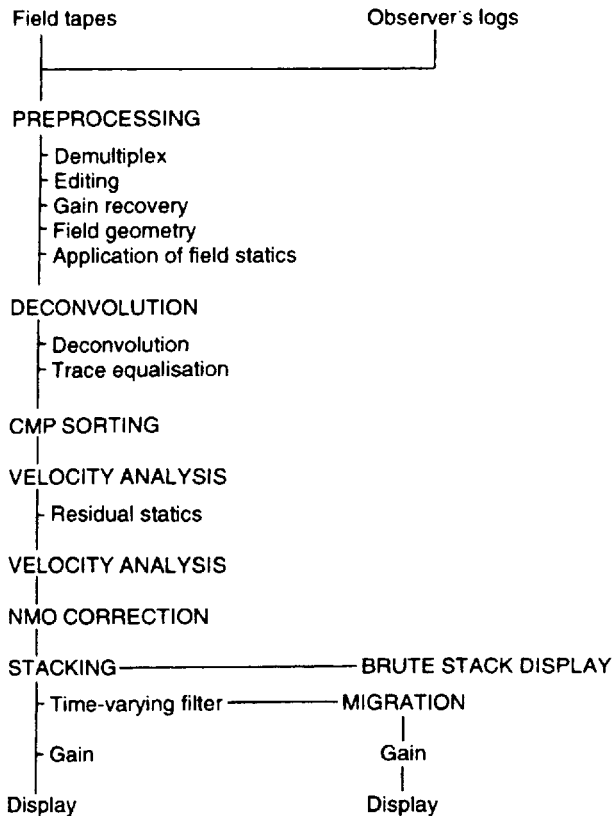 Field tapes
Observer's logs
PREPROCESSING
Demultiplex
Editing
Gain recovery
Field geometry
Application of field statics
DECONVOLUTION
Deconvolution
Trace equalisation
CMP SORTING
VELOCITY ANALYSIS
Residual statics
VELOCITY ANALYSIS
NMO CORRECTION
STACKING
BRUTE STACK DISPLAY
Time-varying filter
MIGRATION
Gain
Gain
Display
Display